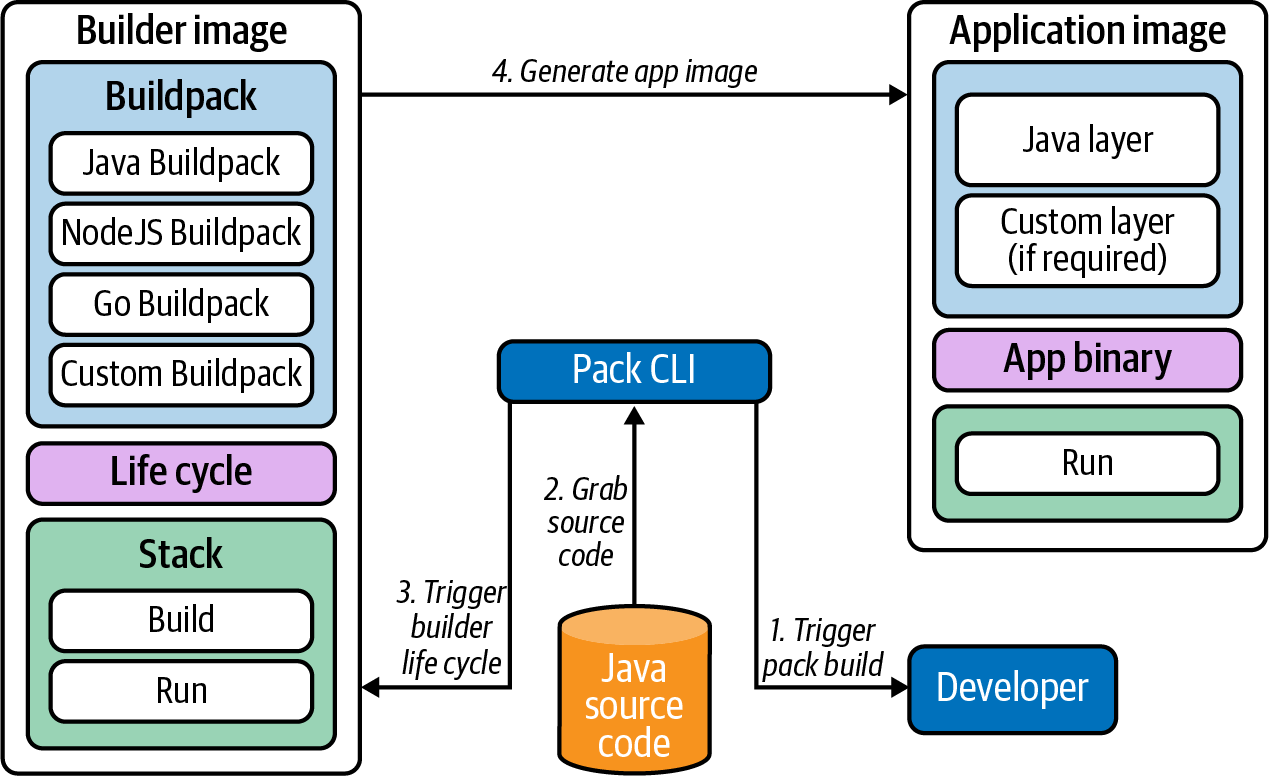 Builder image
Buildpack
Java Buildpack
NodeJS Buildpack
Go Buildpack
Custom Buildpack
Life cycle
Stack
Build
Run
4. Generate app image
Pack CLI
2. Grab
source
code
3. Trigger
builder
life cycle
Java
source
code
1. Trigger
pack build
Developer
Application image
Java layer
Custom layer
(if required)
App binary
Run